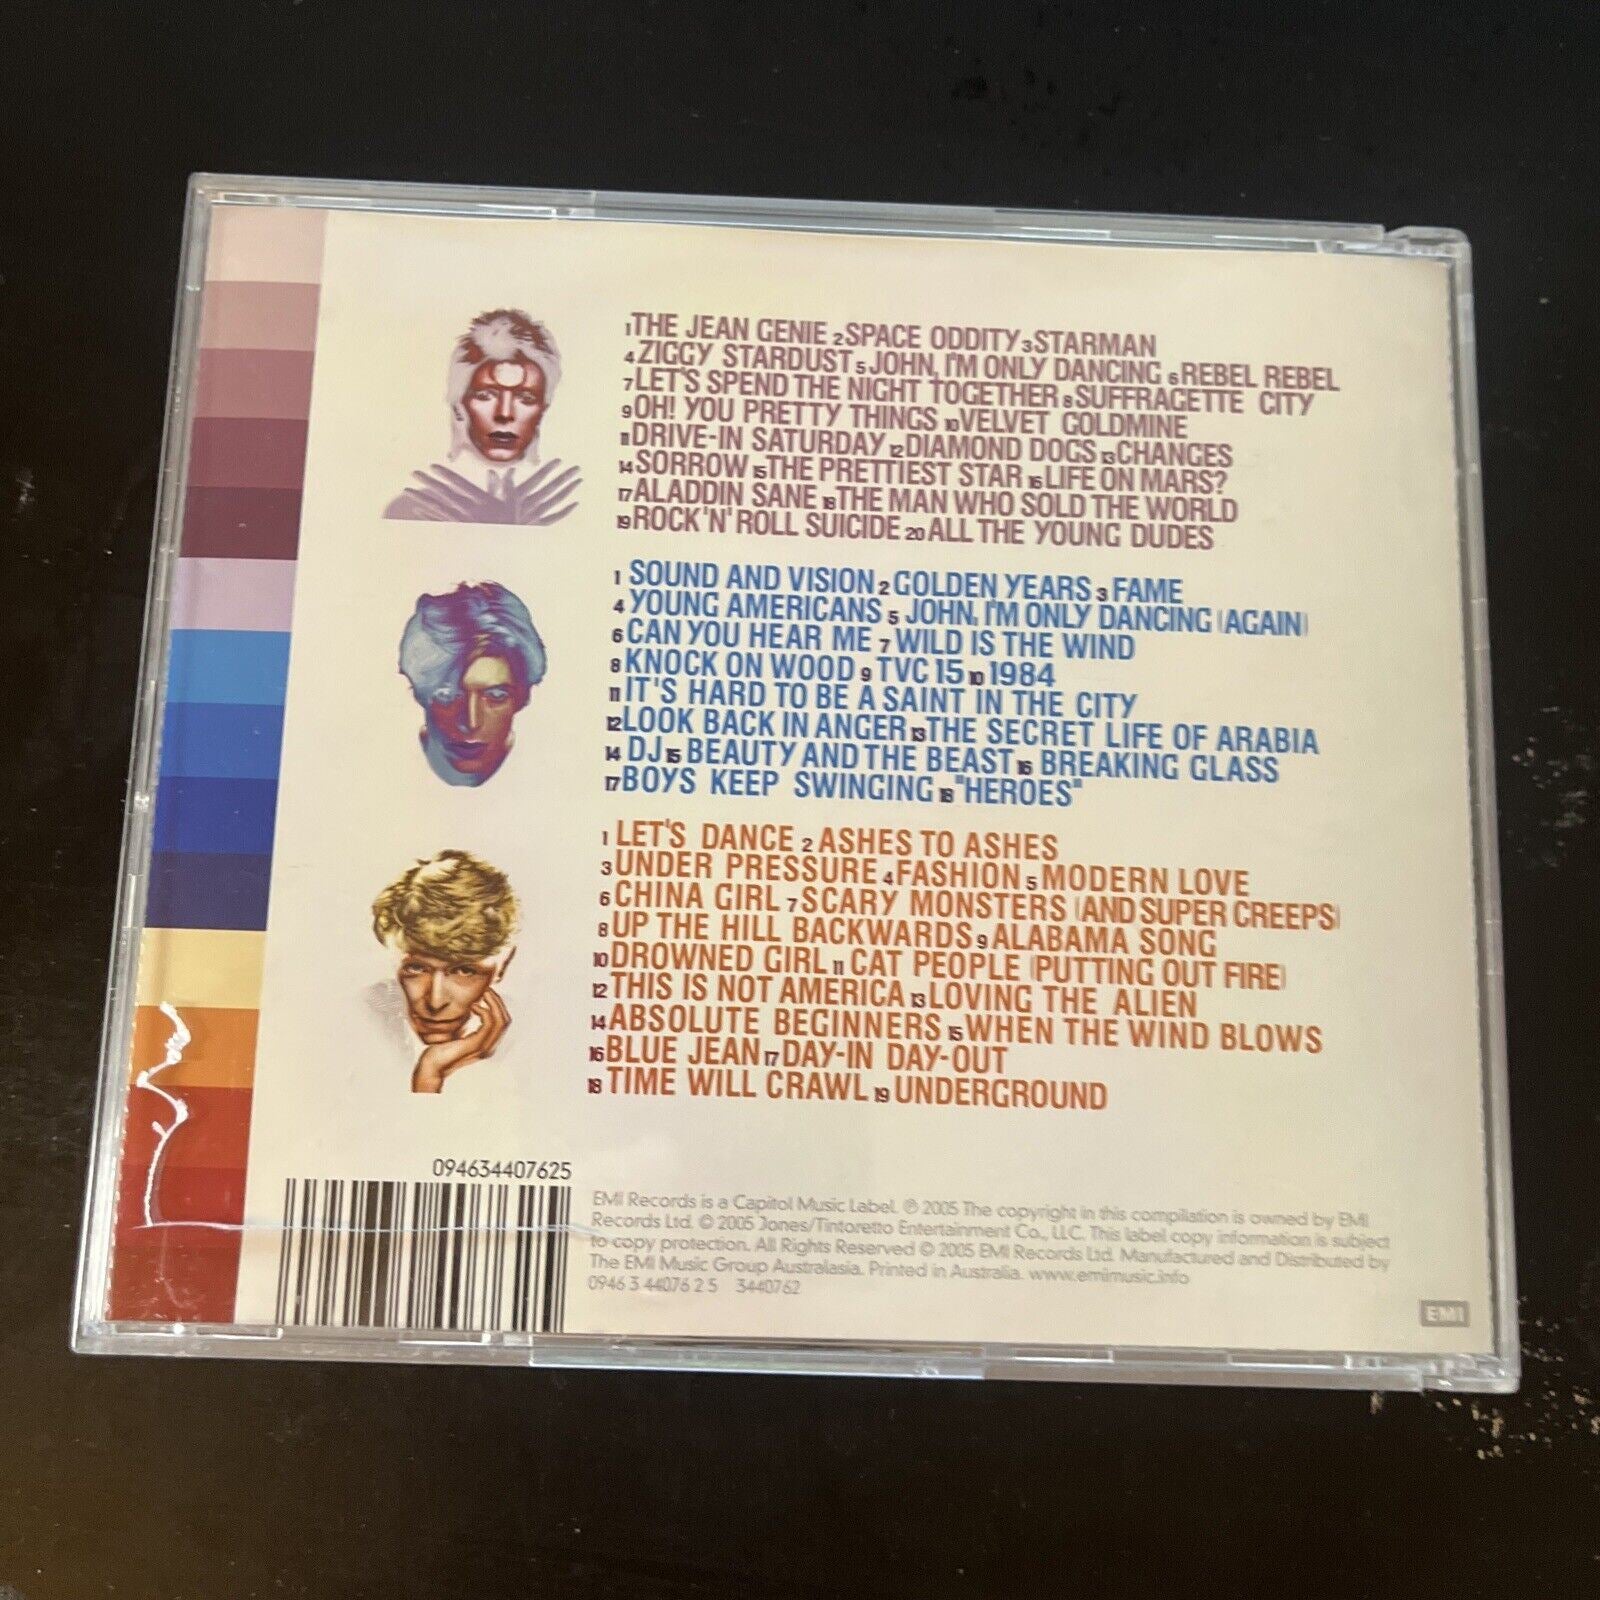 1 THE JEAN GENIE 2 SPACE ODDITY 3 STARMAN
4 ZIGGY STARDUST 5 JOHN, I'M ONLY DANCING 6 REBEL REBEL
7 LET'S SPEND THE NIGHT TOGETHER 8 SUFFRAGETTE CITY
9 OH! YOU PRETTY THINGS 10 VELVET GOLDMINE
11 DRIVE-IN SATURDAY 12 DIAMOND DOGS 13 CHANGES
14 SORROW 15 THE PRETTIEST STAR 16 LIFE ON MARS?
17 ALADDIN SANE 18 THE MAN WHO SOLD THE WORLD
19 ROCK 'N' ROLL SUICIDE 20 ALL THE YOUNG DUDES
1 SOUND AND VISION 2 GOLDEN YEARS 3 FAME
4 YOUNG AMERICANS 5 JOHN, I'M ONLY DANCING (AGAIN)
6 CAN YOU HEAR ME 7 WILD IS THE WIND
8 KNOCK ON WOOD 9 TVC 15 10 1984
11 IT'S HARD TO BE A SAINT IN THE CITY
12 LOOK BACK IN ANGER 13 THE SECRET LIFE OF ARABIA
14 DJ 15 BEAUTY AND THE BEAST 16 BREAKING GLASS
17 BOYS KEEP SWINGING 18 "HEROES"
1 LET'S DANCE 2 ASHES TO ASHES
3 UNDER PRESSURE 4 FASHION 5 MODERN LOVE
6 CHINA GIRL 7 SCARY MONSTERS (AND SUPER CREEPS)
8 UP THE HILL BACKWARDS 9 ALABAMA SONG
10 DROWNED GIRL 11 CAT PEOPLE (PUTTING OUT FIRE)
12 THIS IS NOT AMERICA 13 LOVING THE ALIEN
14 ABSOLUTE BEGINNERS 15 WHEN THE WIND BLOWS
16 BLUE JEAN 17 DAY-IN DAY-OUT
18 TIME WILL CRAWL 19 UNDERGROUND
094634407625
EMI Records is a Capitol Music Label. ℗ 2005 The copyright in this compilation is owned by EMI
Records Ltd. © 2005 Jones/Tintoretto Entertainment Co., LLC. This label copy information is subject
to copy protection. All Rights Reserved © 2005 EMI Records Ltd. Manufactured and Distributed by
The EMI Music Group Australasia. Printed in Australia. www.emimusic.info
0946 3 44076 2 5 3440762
EMI